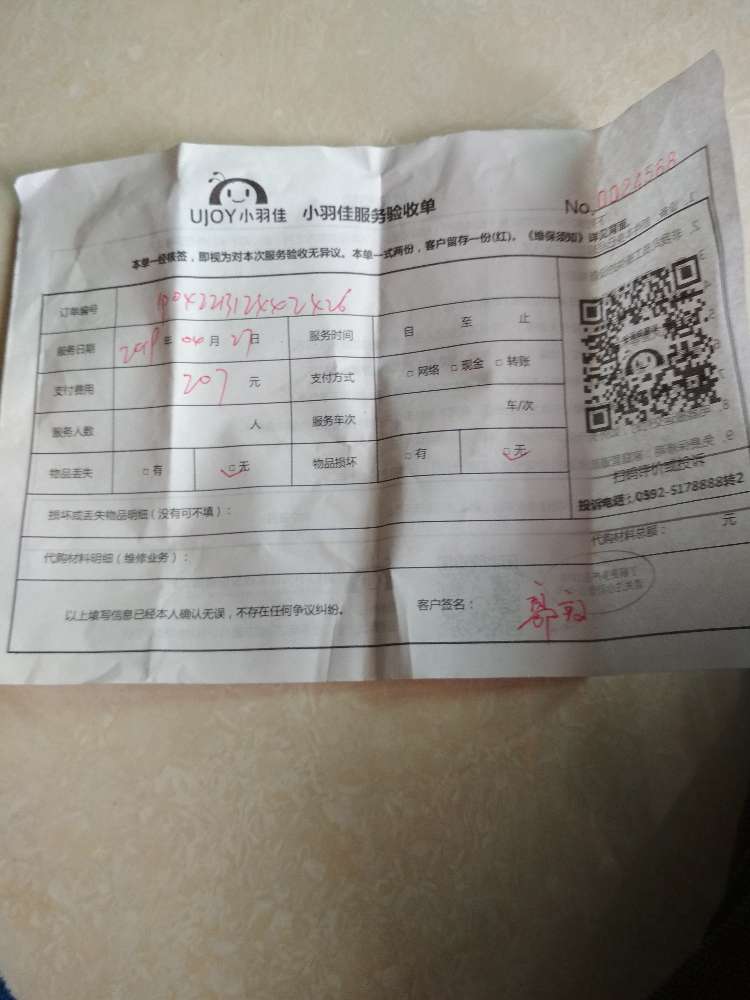 UJOY小羽佳 小羽佳服务验收单
No. 0024568
本单一经核签，即视为对本次服务验收无异议。本单一式两份，客户留存一份(红)。《维保须知》详见背面。
订单编号
服务日期 年 04 月 27 日 服务时间 自 至 止
支付费用 207 元 支付方式 □网络 □现金 □转账
服务人数 人 服务车次 车/次
物品丢失 □有 □无 物品损坏 □有 □无
扫码评价或投诉
投诉电话：0592-5178888转2
损坏或丢失物品明细（没有可不填）：
代购材料明细（维修业务）： 代购材料总额： 元
以上填写信息已经本人确认无误，不存在任何争议纠纷。 客户签名：